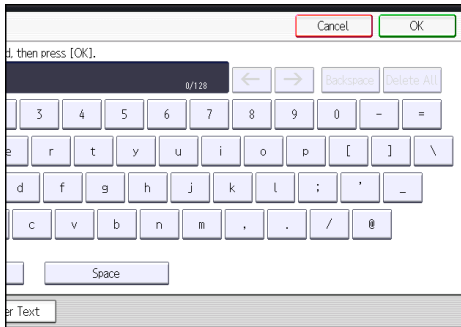 Cancel OK
d, then press [OK].
0/128 ← → Backspace Delete All
3 4 5 6 7 8 9 0 - =
e r t y u i o p [ ] \
d f g h j k l ; ' _
c v b n m , . / @
Space
er Text